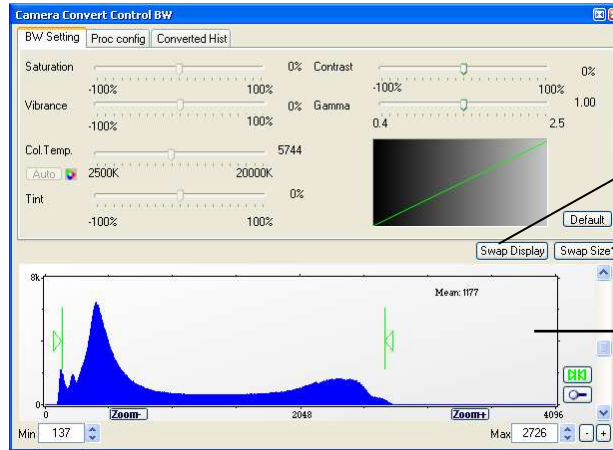 Camera Convert Control BW
BW Setting Proc config Converted Hist
Saturation 0% Contrast 0%
-100% 100% -100% 100%
Vibrance 0% Gamma 1.00
-100% 100% 0.4 2.5
Col.Temp. 5744
Auto 2500K 20000K
Tint 0%
-100% 100%
Default
Swap Display Swap Size
8k
Mean: 1177
0
0 Zoom- 2048 Zoom+ 4096
Min 137 Max 2726 - +